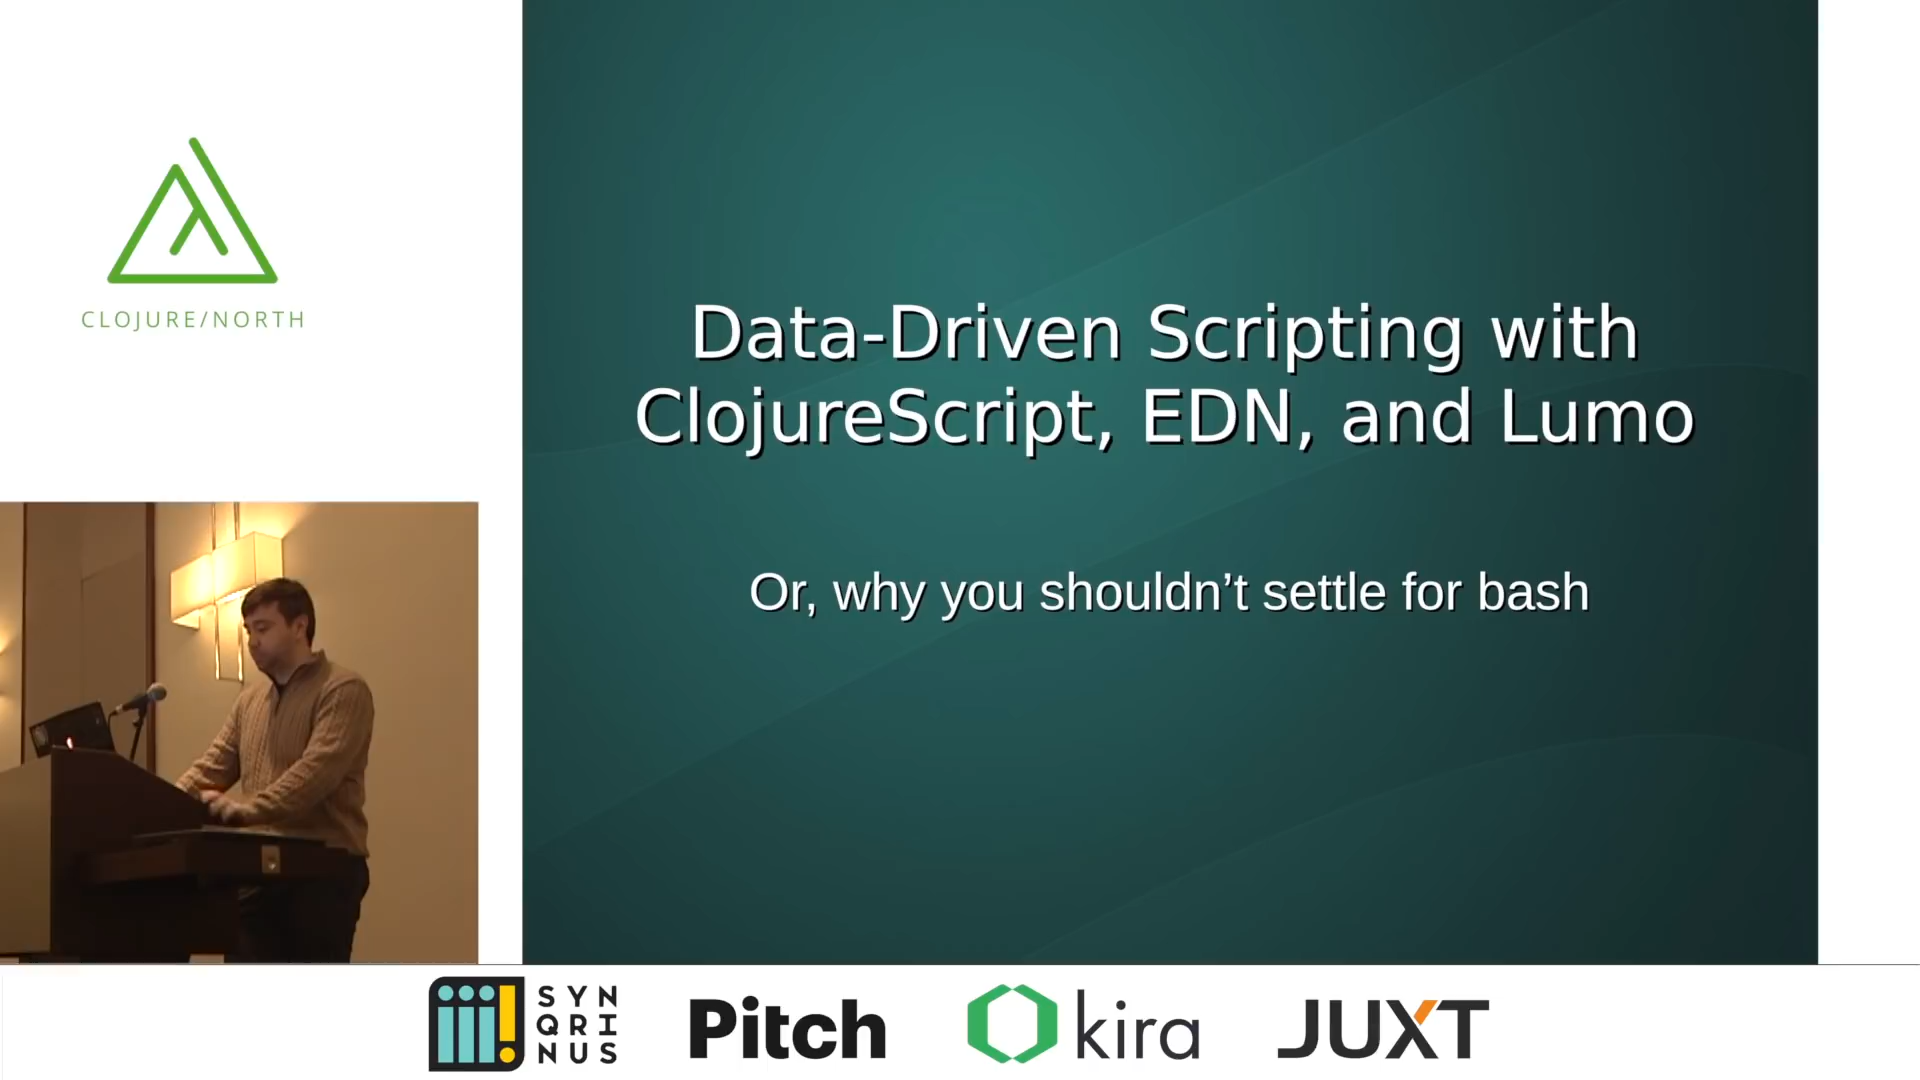 CLOJURE/NORTH
Data-Driven Scripting with
ClojureScript, EDN, and Lumo
Or, why you shouldn’t settle for bash
SYN
QRI
NUS
Pitch
kira
JUXT